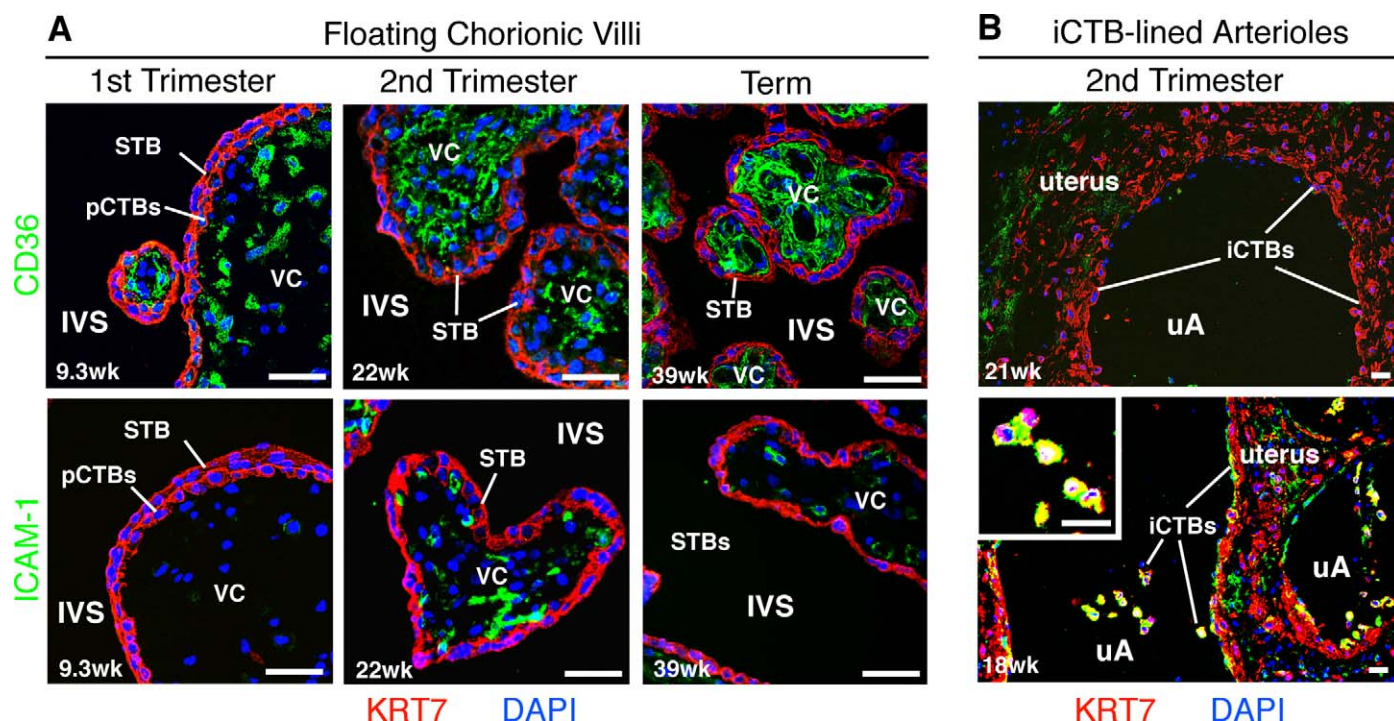 A
Floating Chorionic Villi
1st Trimester
2nd Trimester
Term
CD36
STB
pCTBs
VC
IVS
9.3wk
VC
IVS
STB
VC
22wk
VC
STB
IVS
VC
VC
39wk
ICAM-1
STB
pCTBs
VC
IVS
9.3wk
IVS
STB
VC
22wk
VC
STBs
IVS
39wk
KRT7 DAPI
B
iCTB-lined Arterioles
2nd Trimester
uterus
iCTBs
uA
21wk
uterus
iCTBs
uA
uA
18wk
KRT7 DAPI